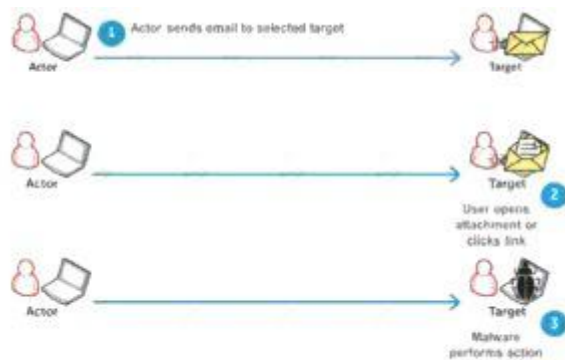 1 Actor sends email to selected target
Actor
Target
Actor
Target
2
User opens
attachment or
clicks link
Actor
Target
3
Malware
performs action